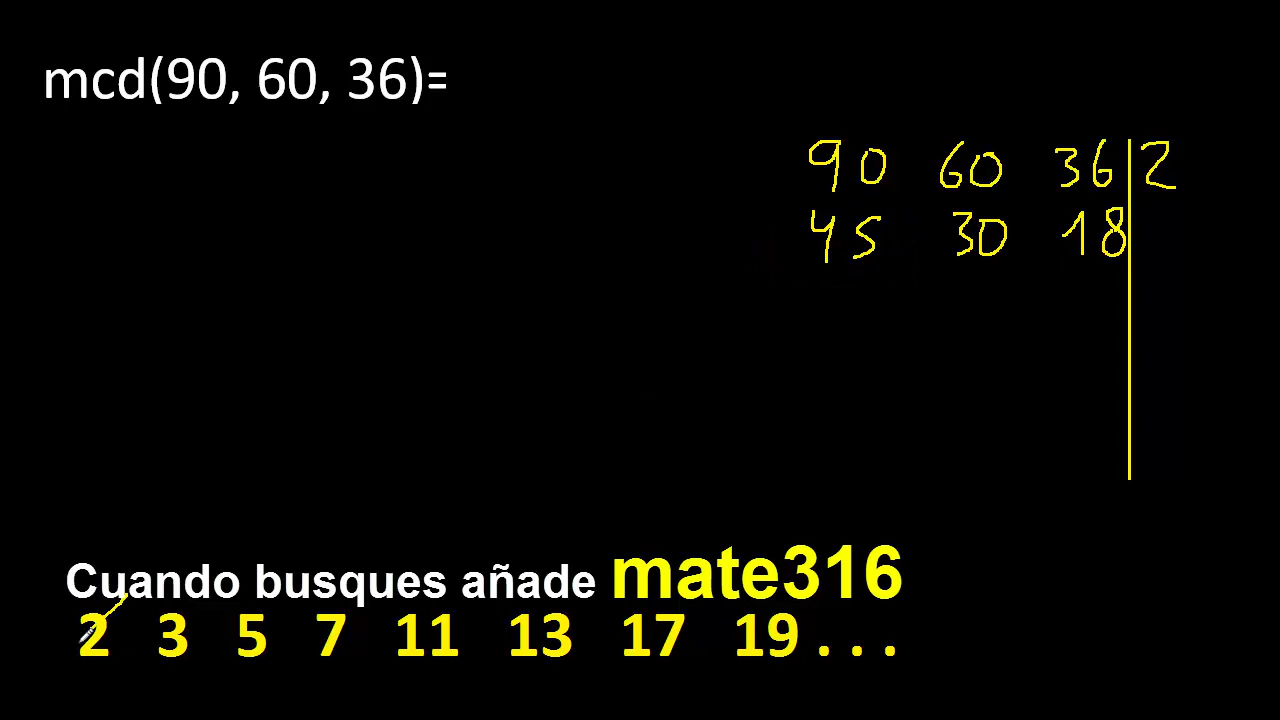 mcd(90, 60, 36)=
90 60 36 2
45 30 18
Cuando busques añade mate316
2 3 5 7 11 13 17 19 . . .